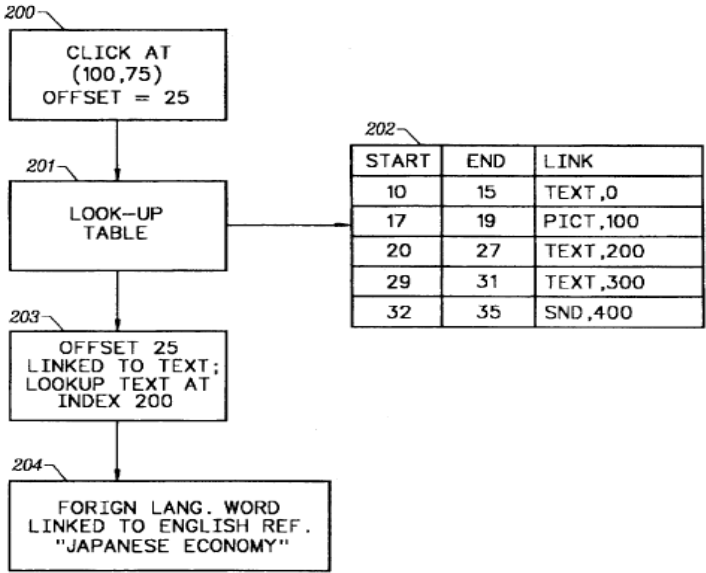 200
CLICK AT
(100,75)
OFFSET = 25
201
LOOK-UP
TABLE
202
START END LINK
10 15 TEXT,0
17 19 PICT,100
20 27 TEXT,200
29 31 TEXT,300
32 35 SND,400
203
OFFSET 25
LINKED TO TEXT;
LOOKUP TEXT AT
INDEX 200
204
FORIGN LANG. WORD
LINKED TO ENGLISH REF.
"JAPANESE ECONOMY"